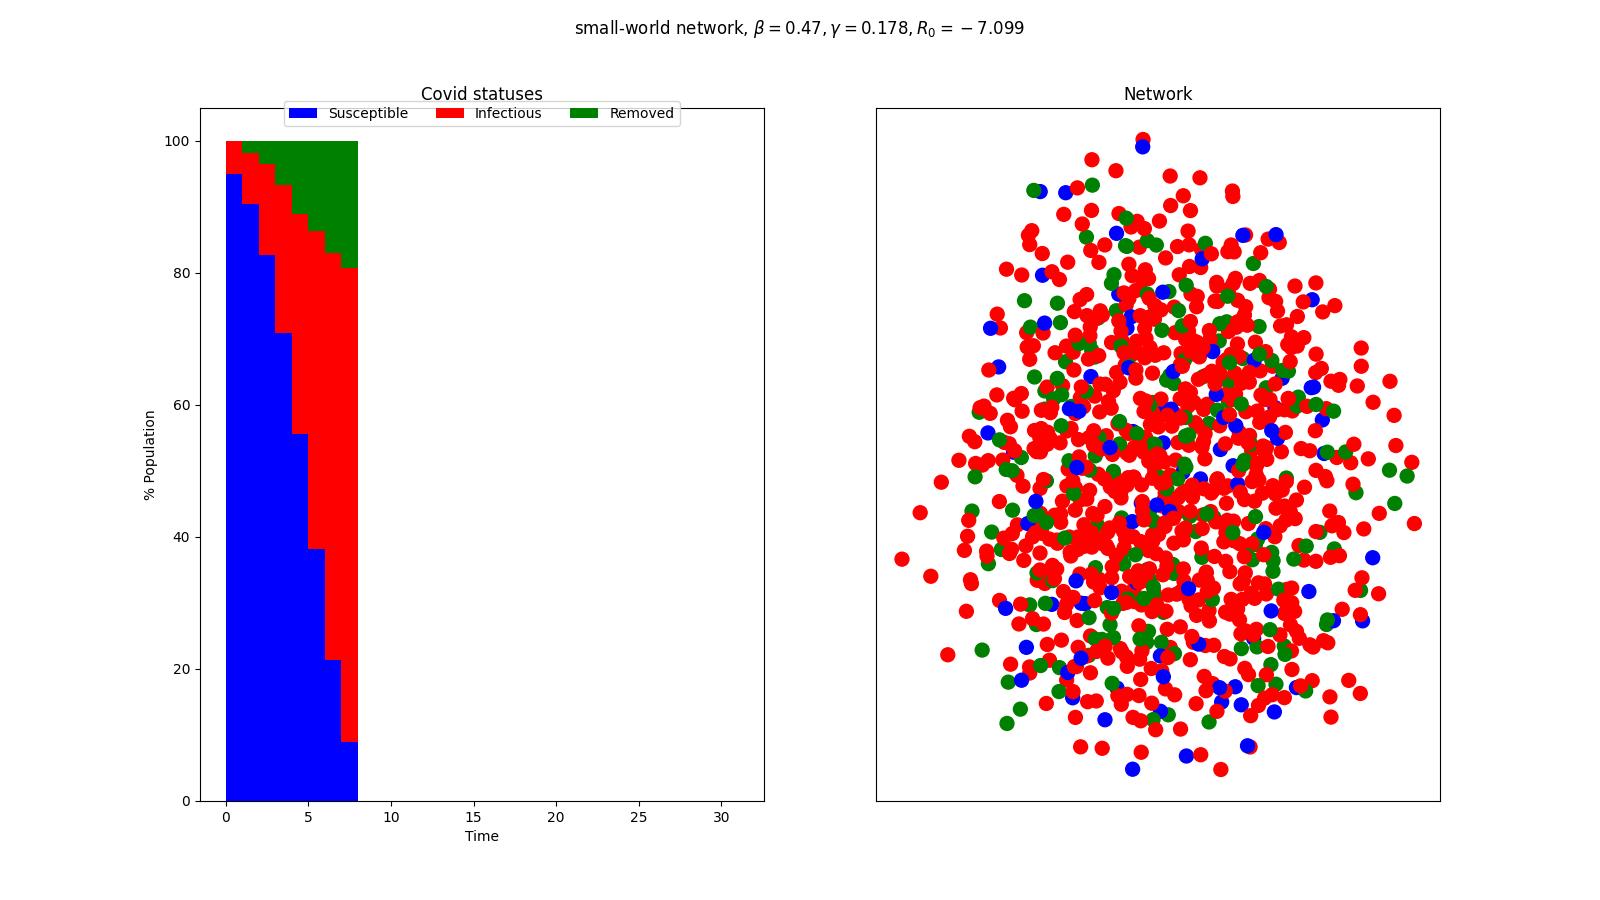 small-world network, β = 0.47, γ = 0.178, R₀ = −7.099
Covid statuses
Susceptible Infectious Removed
100
80
60
40
20
0
% Population
0 5 10 15 20 25 30
Time
Network